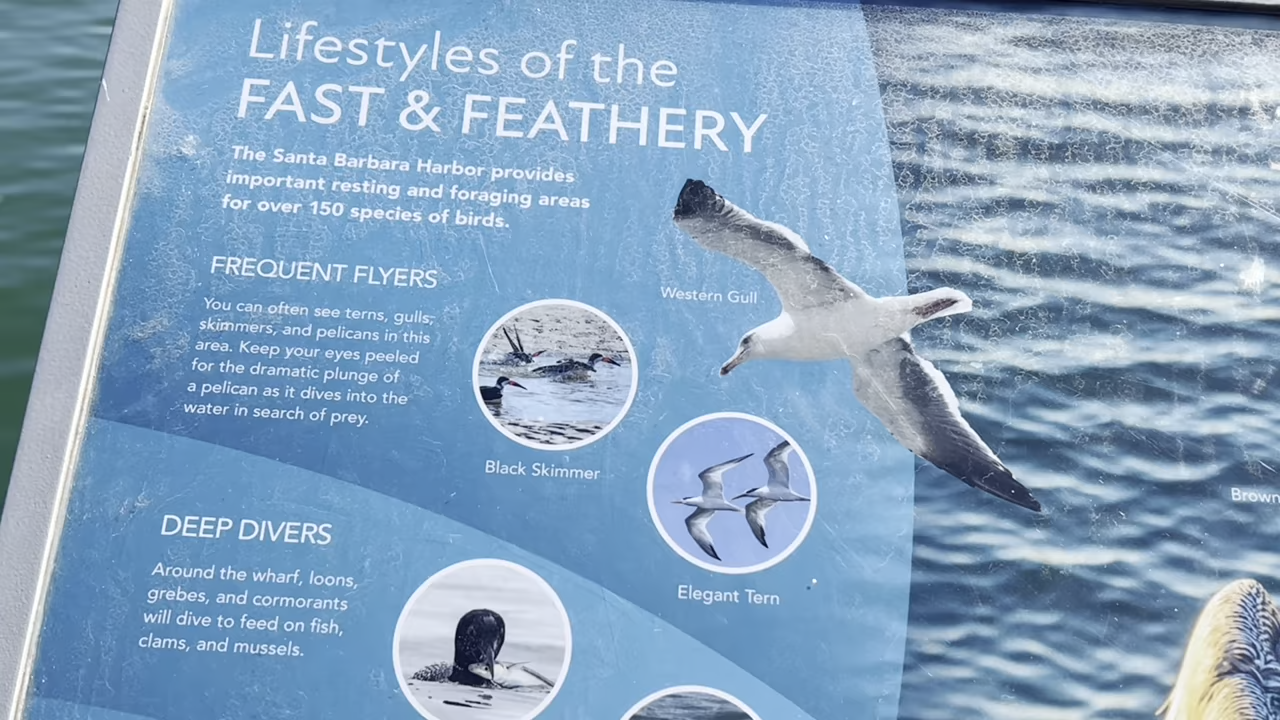 Lifestyles of the
FAST & FEATHERY
The Santa Barbara Harbor provides
important resting and foraging areas
for over 150 species of birds.
FREQUENT FLYERS
You can often see terns, gulls,
skimmers, and pelicans in this
area. Keep your eyes peeled
for the dramatic plunge of
a pelican as it dives into the
water in search of prey.
Western Gull
Black Skimmer
Elegant Tern
Brown
DEEP DIVERS
Around the wharf, loons,
grebes, and cormorants
will dive to feed on fish,
clams, and mussels.